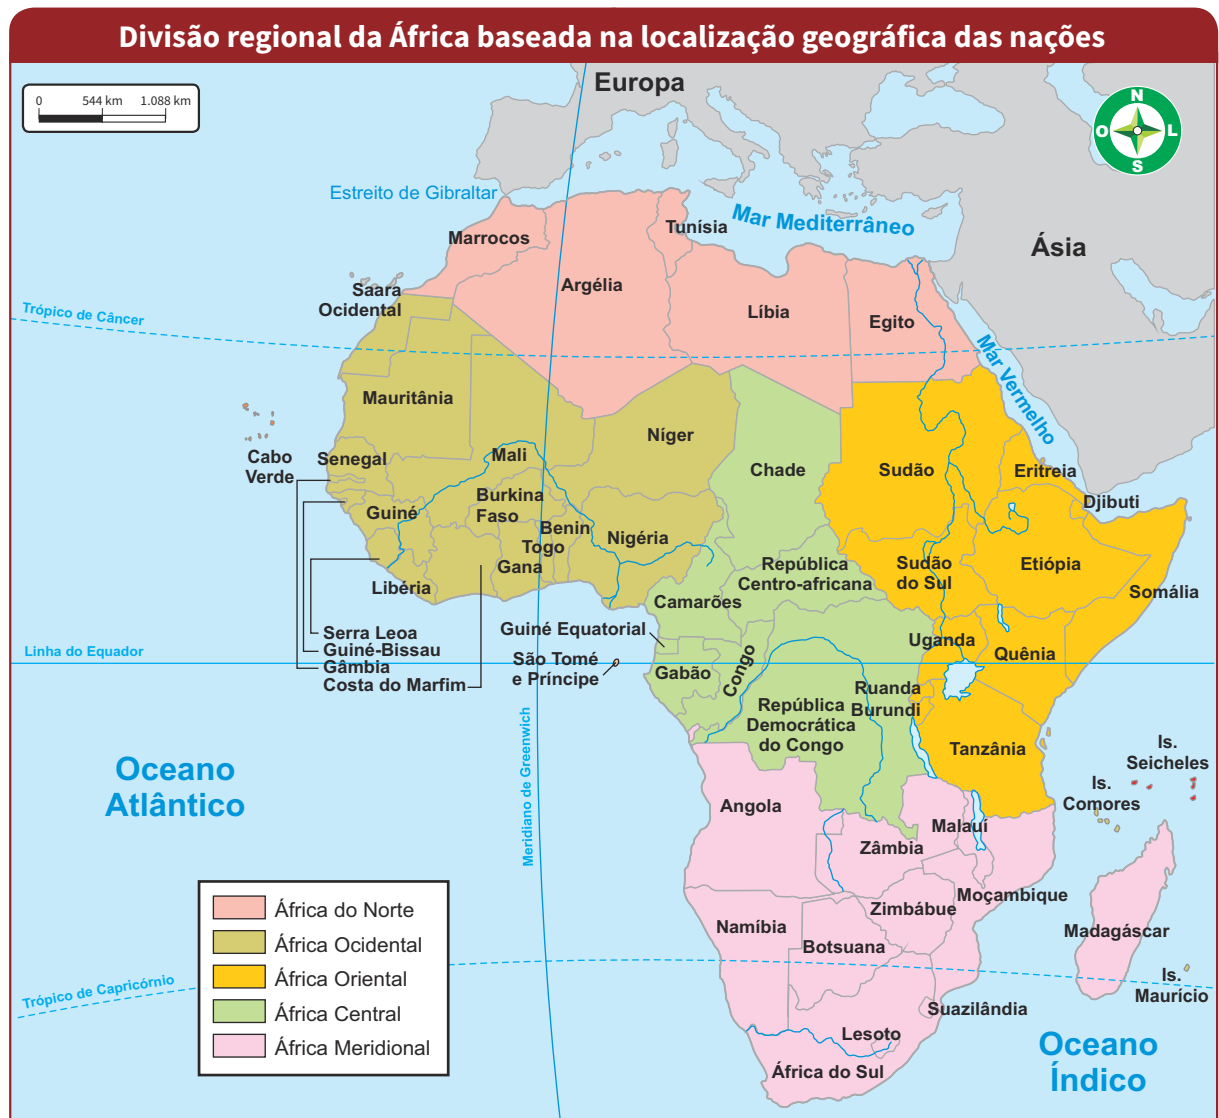 Divisão regional da África baseada na localização geográfica das nações
0 544 km 1.088 km
Europa
N
O L
S
Estreito de Gibraltar
Mar Mediterrâneo
Ásia
Marrocos
Tunísia
Argélia
Saara
Ocidental
Líbia
Egito
Trópico de Câncer
Mar Vermelho
Mauritânia
Níger
Cabo
Verde
Senegal
Mali
Chade
Sudão
Eritreia
Djibuti
Guiné
Burkina
Faso
Benin
Togo
Gana
Nigéria
República
Centro-africana
Sudão
do Sul
Etiópia
Somália
Libéria
Camarões
Serra Leoa
Guiné-Bissau
Gâmbia
Costa do Marfim
Guiné Equatorial
São Tomé
e Príncipe
Linha do Equador
Gabão
Congo
Uganda
Quênia
Ruanda
Burundi
República
Democrática
do Congo
Tanzânia
Meridiano de Greenwich
Oceano
Atlântico
Is.
Seicheles
Is.
Comores
Angola
Malauí
Zâmbia
Moçambique
Zimbábue
Namíbia
Botsuana
Madagáscar
Is.
Maurício
Trópico de Capricórnio
Suazilândia
Lesoto
África do Sul
Oceano
Índico
África do Norte
África Ocidental
África Oriental
África Central
África Meridional